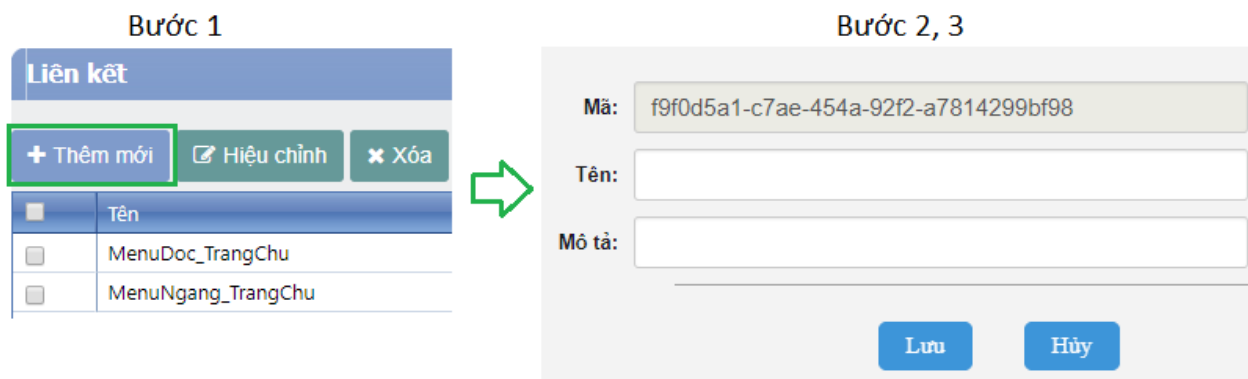 Bước 1
Liên kết
Thêm mới Hiệu chỉnh Xóa
Tên
MenuDoc_TrangChu
MenuNgang_TrangChu
Bước 2, 3
Mã: f9f0d5a1-c7ae-454a-92f2-a7814299bf98
Tên:
Mô tả:
Lưu Hủy